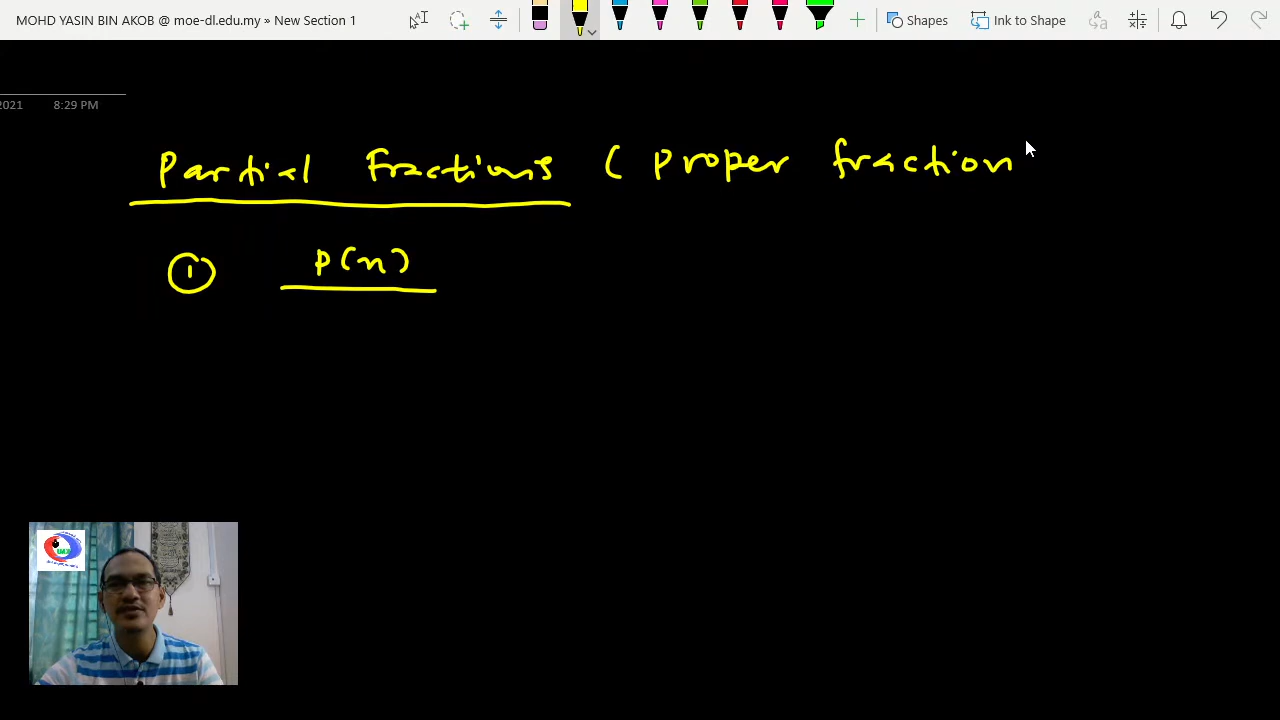 MOHD YASIN BIN AKOB @ moe-dl.edu.my » New Section 1
Shapes
Ink to Shape
2021 8:29 PM
Partial Fractions ( proper fraction
① P(x)